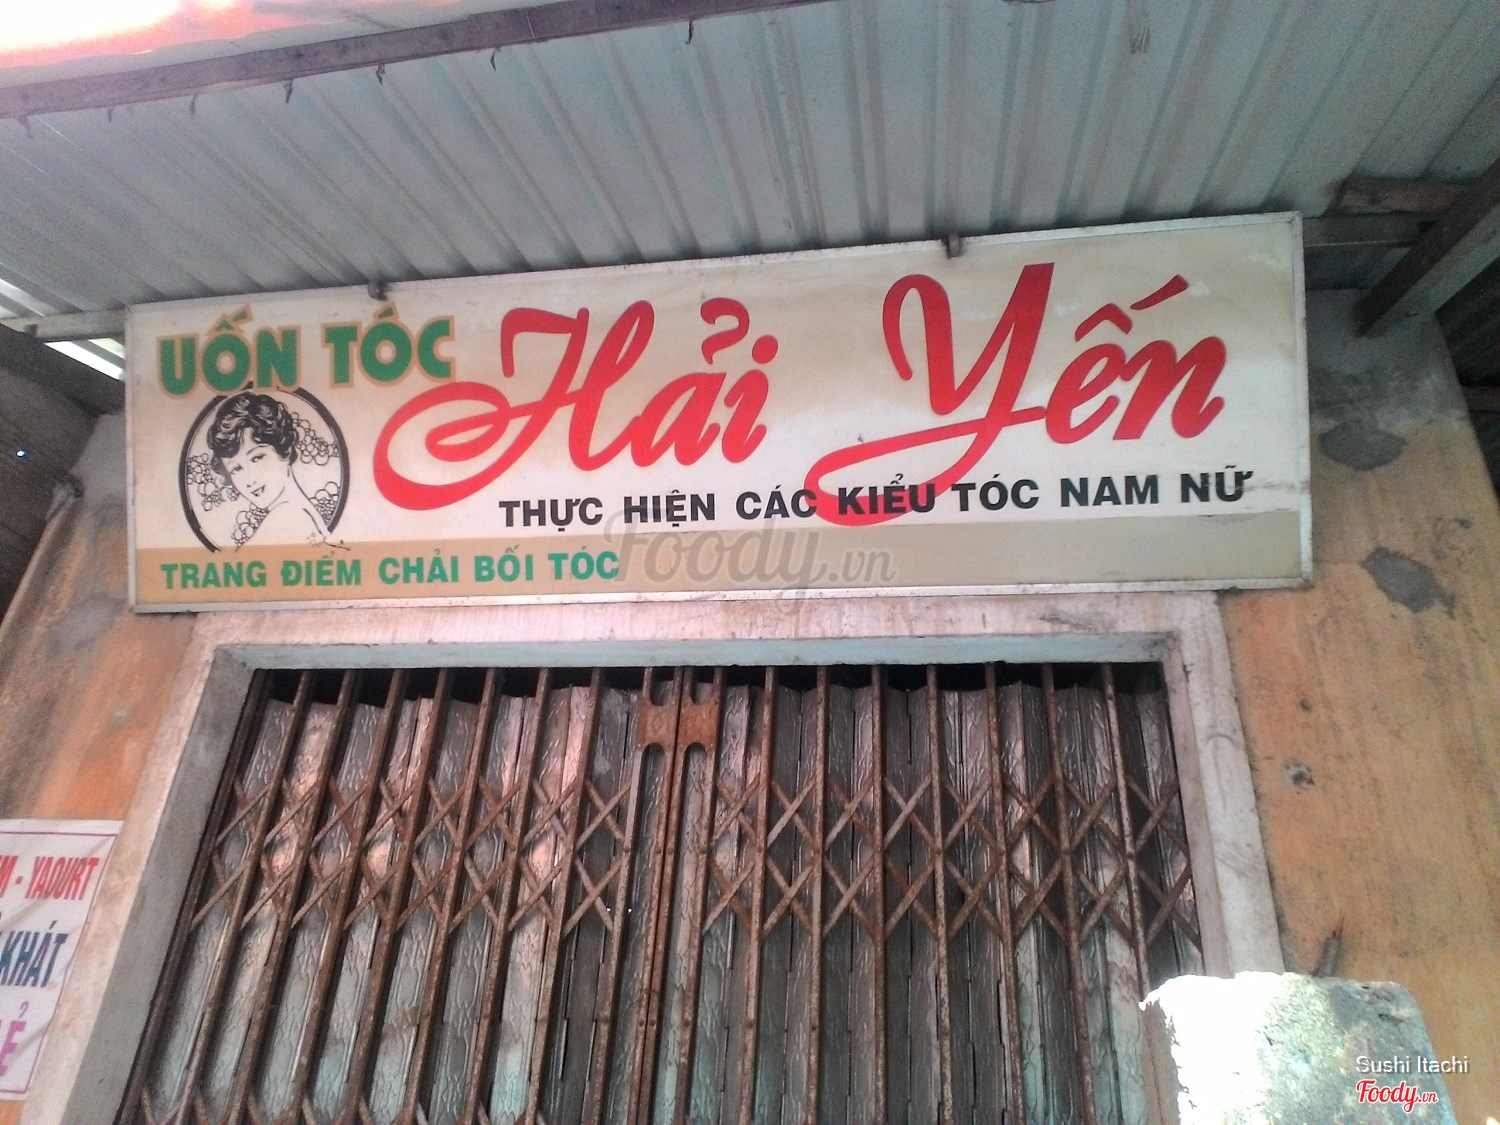 UỐN TÓC
Hải Yến
THỰC HIỆN CÁC KIỂU TÓC NAM NỮ
TRANG ĐIỂM CHẢI BỐI TÓC
Foody.vn
YAOURT
KHÁT
Sushi Itachi
Foody.vn